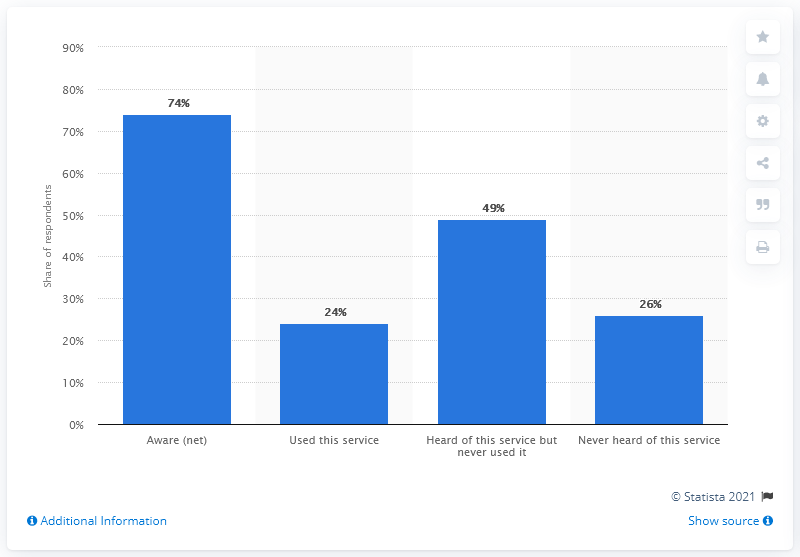 90%
80%
70%
60%
50%
40%
30%
20%
10%
0%
Share of respondents
74%
24%
49%
26%
Aware (net)
Used this service
Heard of this service but
never used it
Never heard of this service
© Statista 2021
Additional Information
Show source